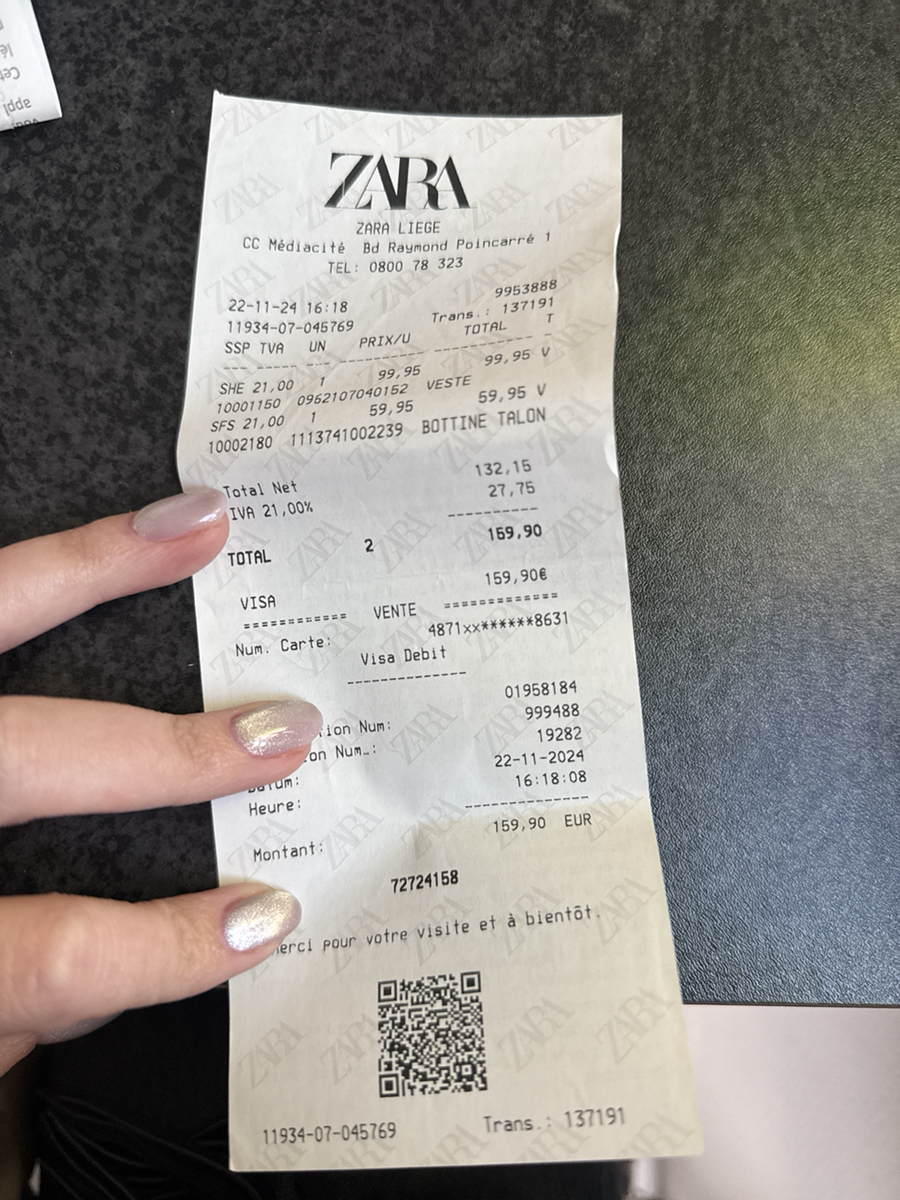 ZARA
ZARA LIEGE
CC Médiacité Bd Raymond Poincarré 1
TEL: 0800 78 323
22-11-24 16:18 9953888
11934-07-045769 Trans.: 137191
SSP TVA UN PRIX/U TOTAL T
SHE 21,00 1 99,95 99,95 V
10001150 0962107040152 VESTE
SFS 21,00 1 59,95 59,95 V
10002180 1113741002239 BOTTINE TALON
Total Net 132,15
IVA 21,00% 27,75
TOTAL 2 159,90
VISA 159,90€
============ VENTE =============
Num. Carte: 4871xx******8631
Visa Debit
01958184
Num: 999488
Num.: 19282
22-11-2024
Heure: 16:18:08
Montant: 159,90 EUR
72724158
pour votre visite et à bientôt.
11934-07-045769 Trans.: 137191